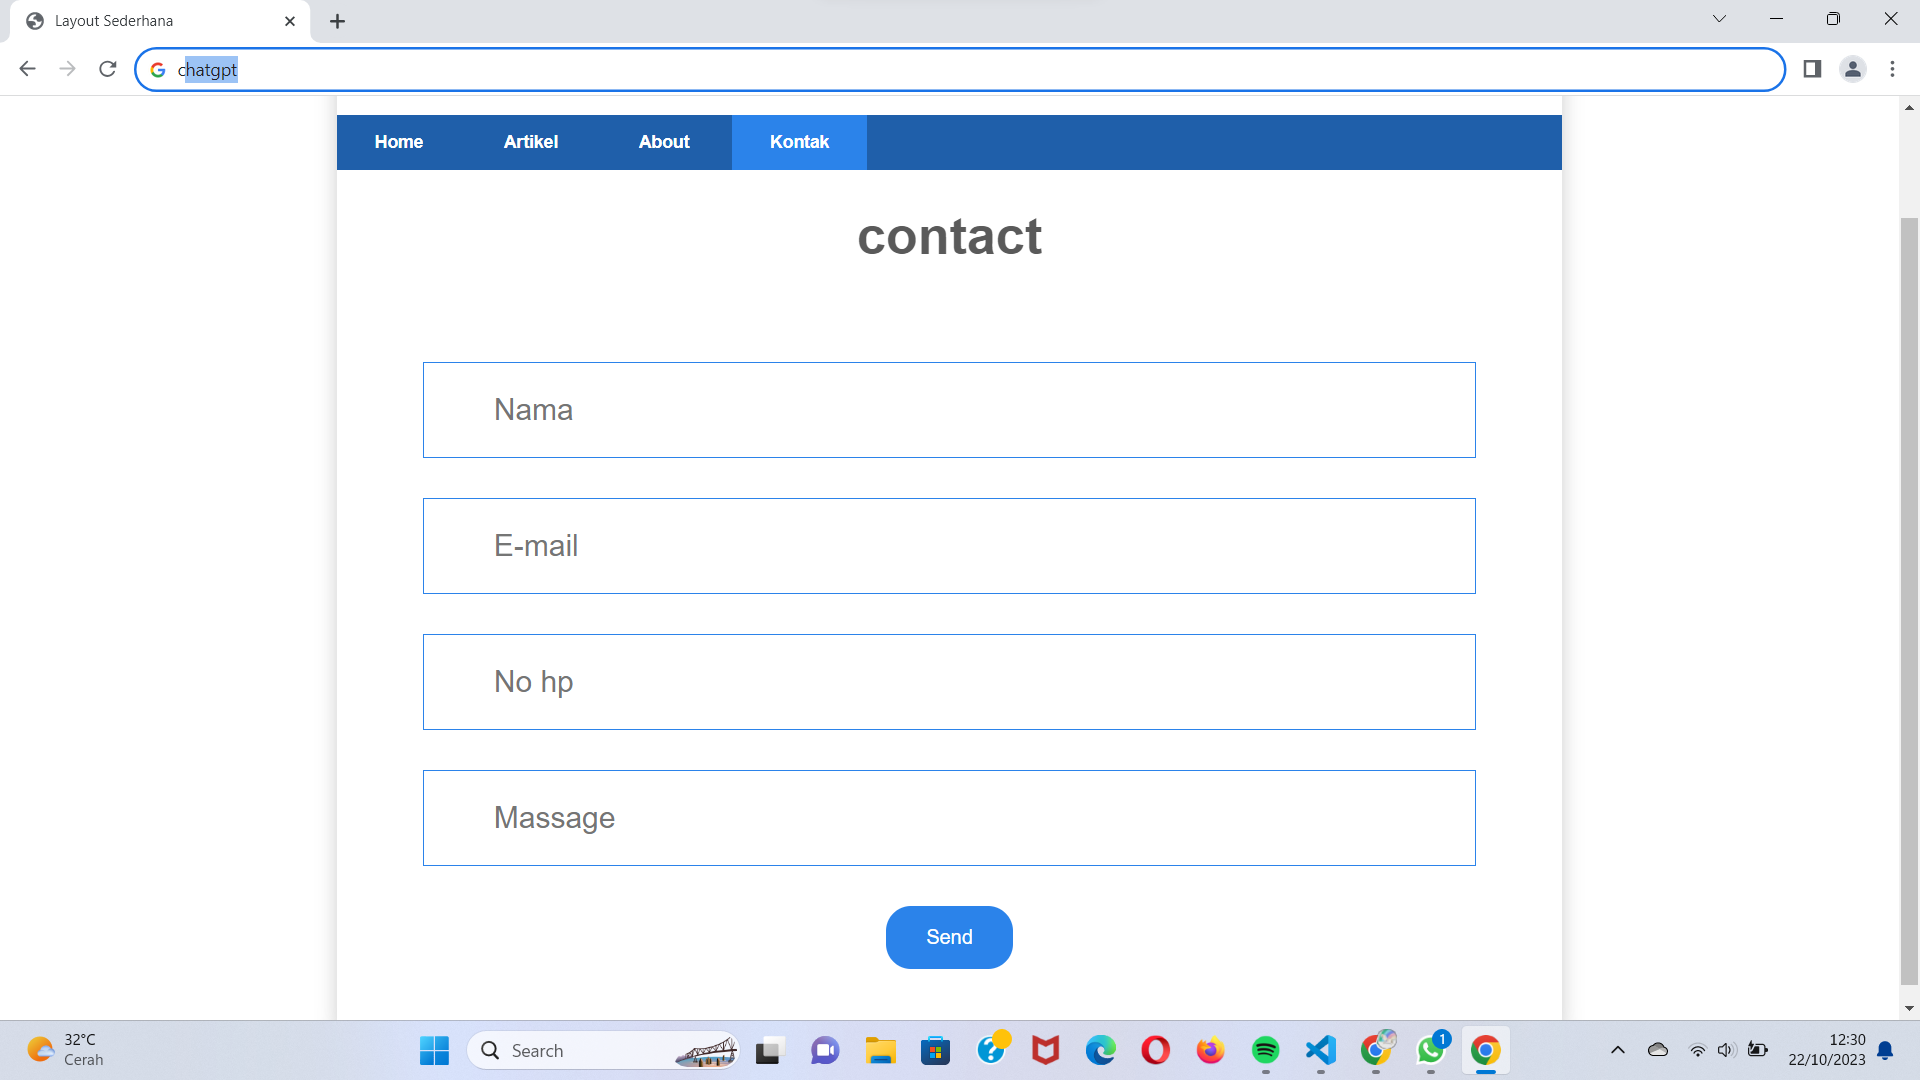 Layout Sederhana
chatgpt
Home Artikel About Kontak
contact
Nama
E-mail
No hp
Massage
Send
32°C
Cerah
Search
1
12:30
22/10/2023